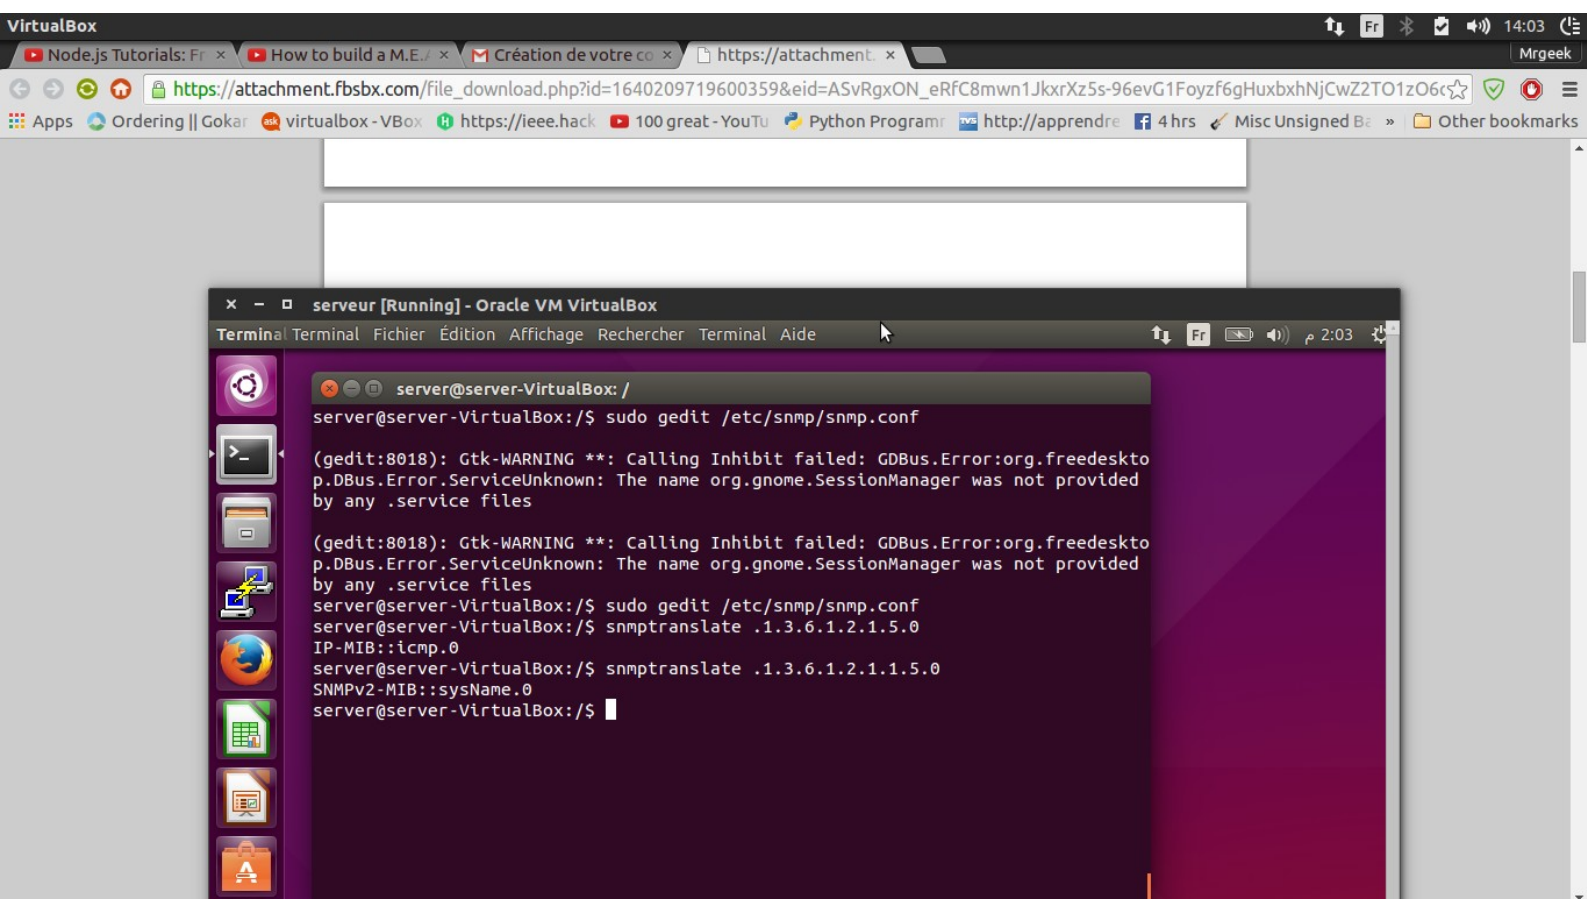 VirtualBox
Fr
14:03
Node.js Tutorials: Fr
How to build a M.E.
Création de votre co
https://attachment.
Mrgeek
https://attachment.fbsbx.com/file_download.php?id=1640209719600359&eid=ASvRgxON_eRfC8mwn1JkxrXz5s-96evG1Foyzf6gHuxbxhNjCwZ2TO1zO6
Apps
Ordering || Gokar
ask
virtualbox - VBox
https://ieee.hack
100 great - YouTu
Python Programr
TVS
http://apprendre
4 hrs
Misc Unsigned Ba
»
Other bookmarks
serveur [Running] - Oracle VM VirtualBox
Terminal Terminal Fichier Édition Affichage Rechercher Terminal Aide
Fr
2:03 م
server@server-VirtualBox: /
server@server-VirtualBox:/$ sudo gedit /etc/snmp/snmp.conf
(gedit:8018): Gtk-WARNING **: Calling Inhibit failed: GDBus.Error:org.freedeskto
p.DBus.Error.ServiceUnknown: The name org.gnome.SessionManager was not provided
by any .service files
(gedit:8018): Gtk-WARNING **: Calling Inhibit failed: GDBus.Error:org.freedeskto
p.DBus.Error.ServiceUnknown: The name org.gnome.SessionManager was not provided
by any .service files
server@server-VirtualBox:/$ sudo gedit /etc/snmp/snmp.conf
server@server-VirtualBox:/$ snmptranslate .1.3.6.1.2.1.5.0
IP-MIB::icmp.0
server@server-VirtualBox:/$ snmptranslate .1.3.6.1.2.1.1.5.0
SNMPv2-MIB::sysName.0
server@server-VirtualBox:/$